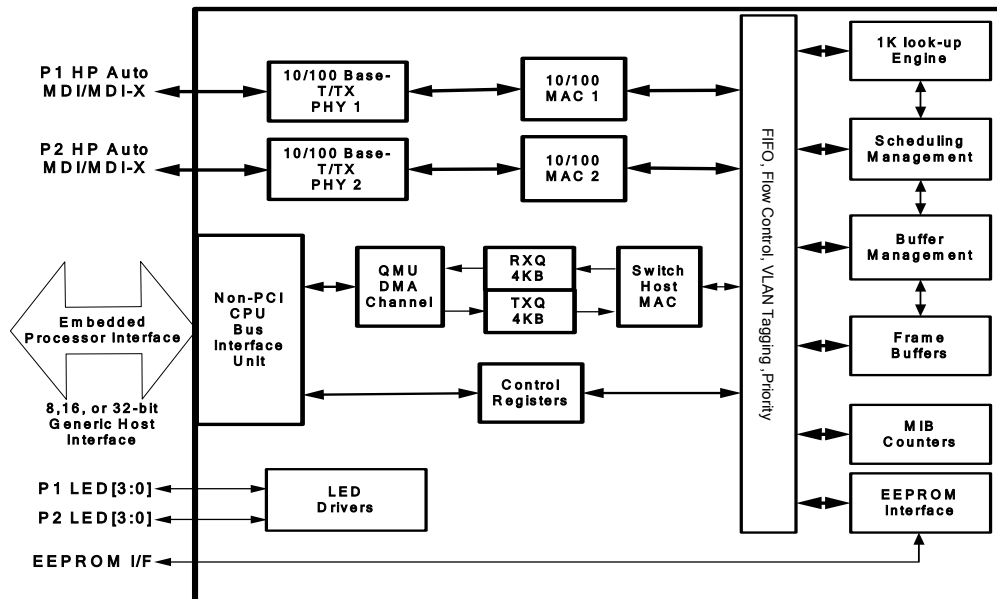 P1 HP Auto
MDI/MDI-X
10/100 Base-
T/TX
PHY 1
10/100
MAC 1
1K look-up
Engine
P2 HP Auto
MDI/MDI-X
10/100 Base-
T/TX
PHY 2
10/100
MAC 2
Scheduling
Management
FIFO, Flow Control, VLAN Tagging ,Priority
Embedded
Processor Interface
8,16, or 32-bit
Generic Host
Interface
Non-PCI
CPU
Bus
Interface
Unit
QMU
DMA
Channel
RXQ
4KB
TXQ
4KB
Switch
Host
MAC
Buffer
Management
Control
Registers
Frame
Buffers
MIB
Counters
P1 LED[3:0]
P2 LED[3:0]
LED
Drivers
EEPROM
Interface
EEPROM I/F